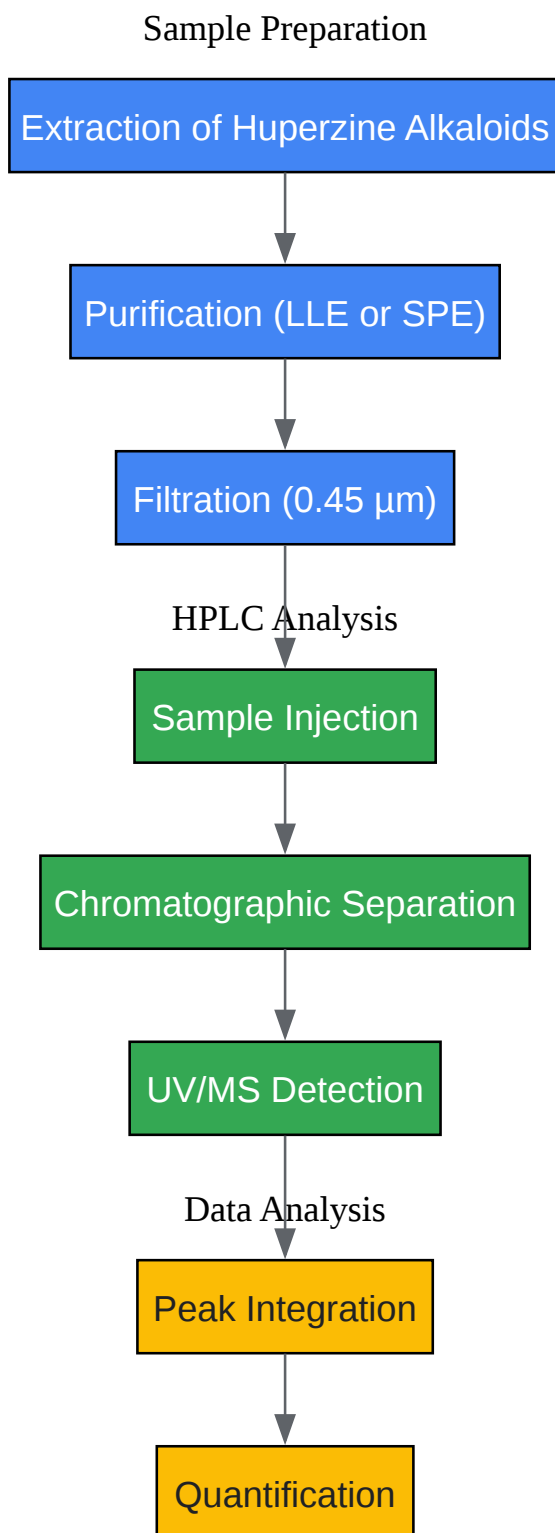 Sample Preparation
Extraction of Huperzine Alkaloids
Purification (LLE or SPE)
Filtration (0.45 µm)
HPLC Analysis
Sample Injection
Chromatographic Separation
UV/MS Detection
Data Analysis
Peak Integration
Quantification